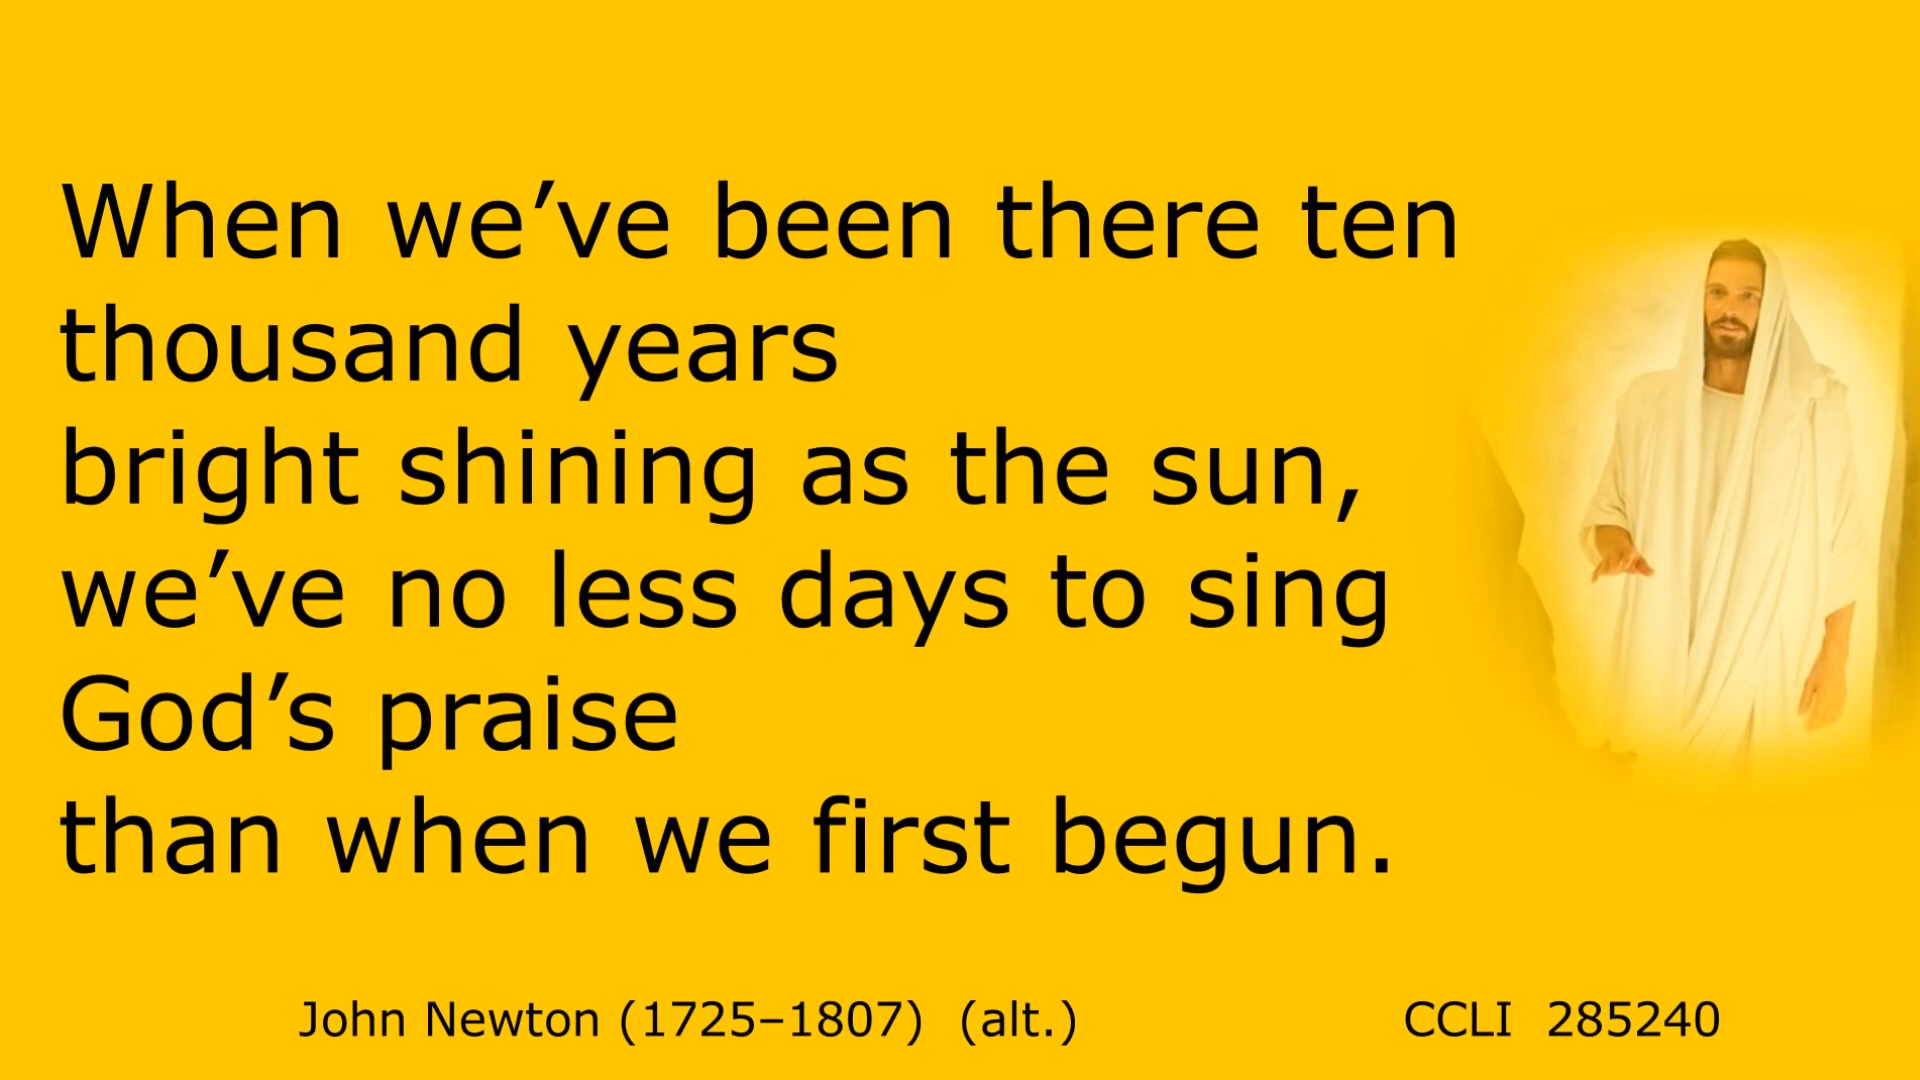 When we’ve been there ten
thousand years
bright shining as the sun,
we’ve no less days to sing
God’s praise
than when we first begun.
John Newton (1725–1807)  (alt.)
CCLI  285240